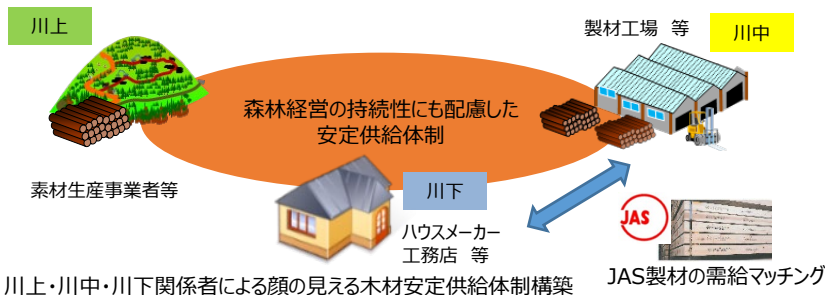 川上
製材工場 等
川中
森林経営の持続性にも配慮した
安定供給体制
素材生産事業者等
川下
ハウスメーカー
工務店 等
JAS
川上・川中・川下関係者による顔の見える木材安定供給体制構築
JAS製材の需給マッチング